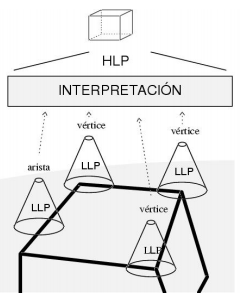 HLP
INTERPRETACIÓN
vértice
vértice
arista
LLP
LLP
vértice
LLP
LLP